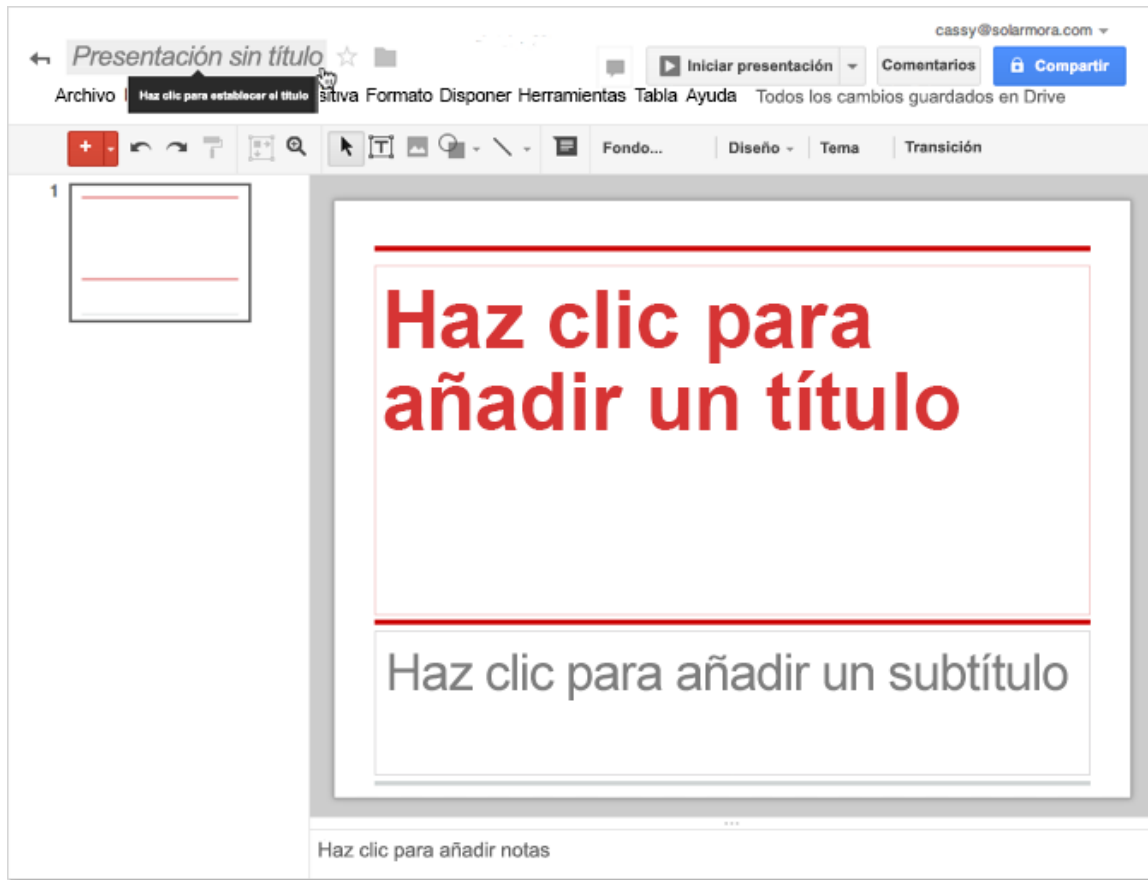 cassy@solarmora.com
Presentación sin título
Iniciar presentación
Comentarios
Compartir
Haz clic para establecer el título
Archivo sitiva Formato Disponer Herramientas Tabla Ayuda Todos los cambios guardados en Drive
Fondo... Diseño Tema Transición
1
Haz clic para
añadir un título
Haz clic para añadir un subtítulo
Haz clic para añadir notas